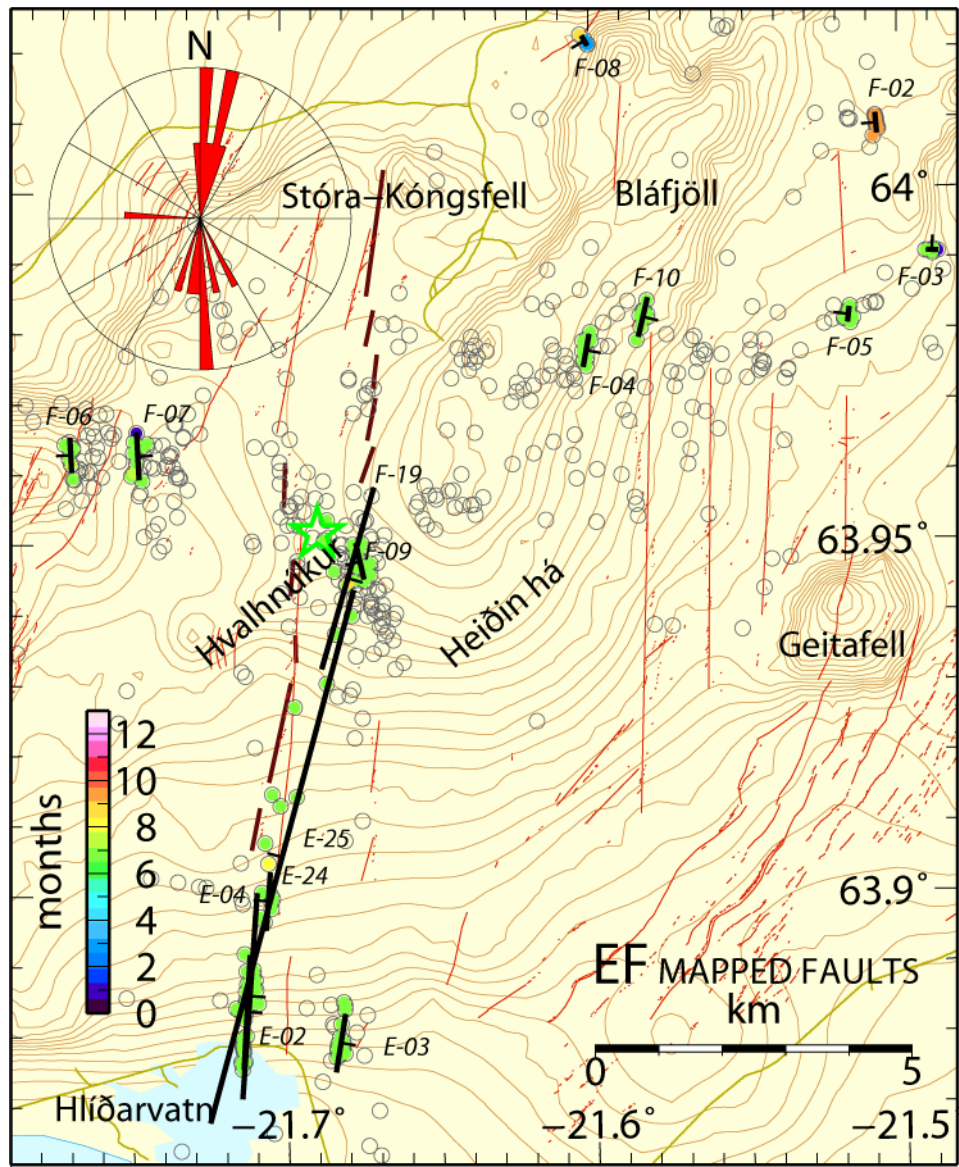 N
F-08
F-02
64°
Stóra–Kóngsfell
Bláfjöll
F-03
F-10
F-05
F-04
F-06
F-07
F-19
63.95°
F-09
Hvalhnúkur
Heiðin há
Geitafell
12
10
8
6
4
2
0
months
E-25
E-24
E-04
63.9°
EF MAPPED FAULTS
km
0
5
E-02
E-03
Hlíðarvatn
–21.7°
–21.6°
–21.5°